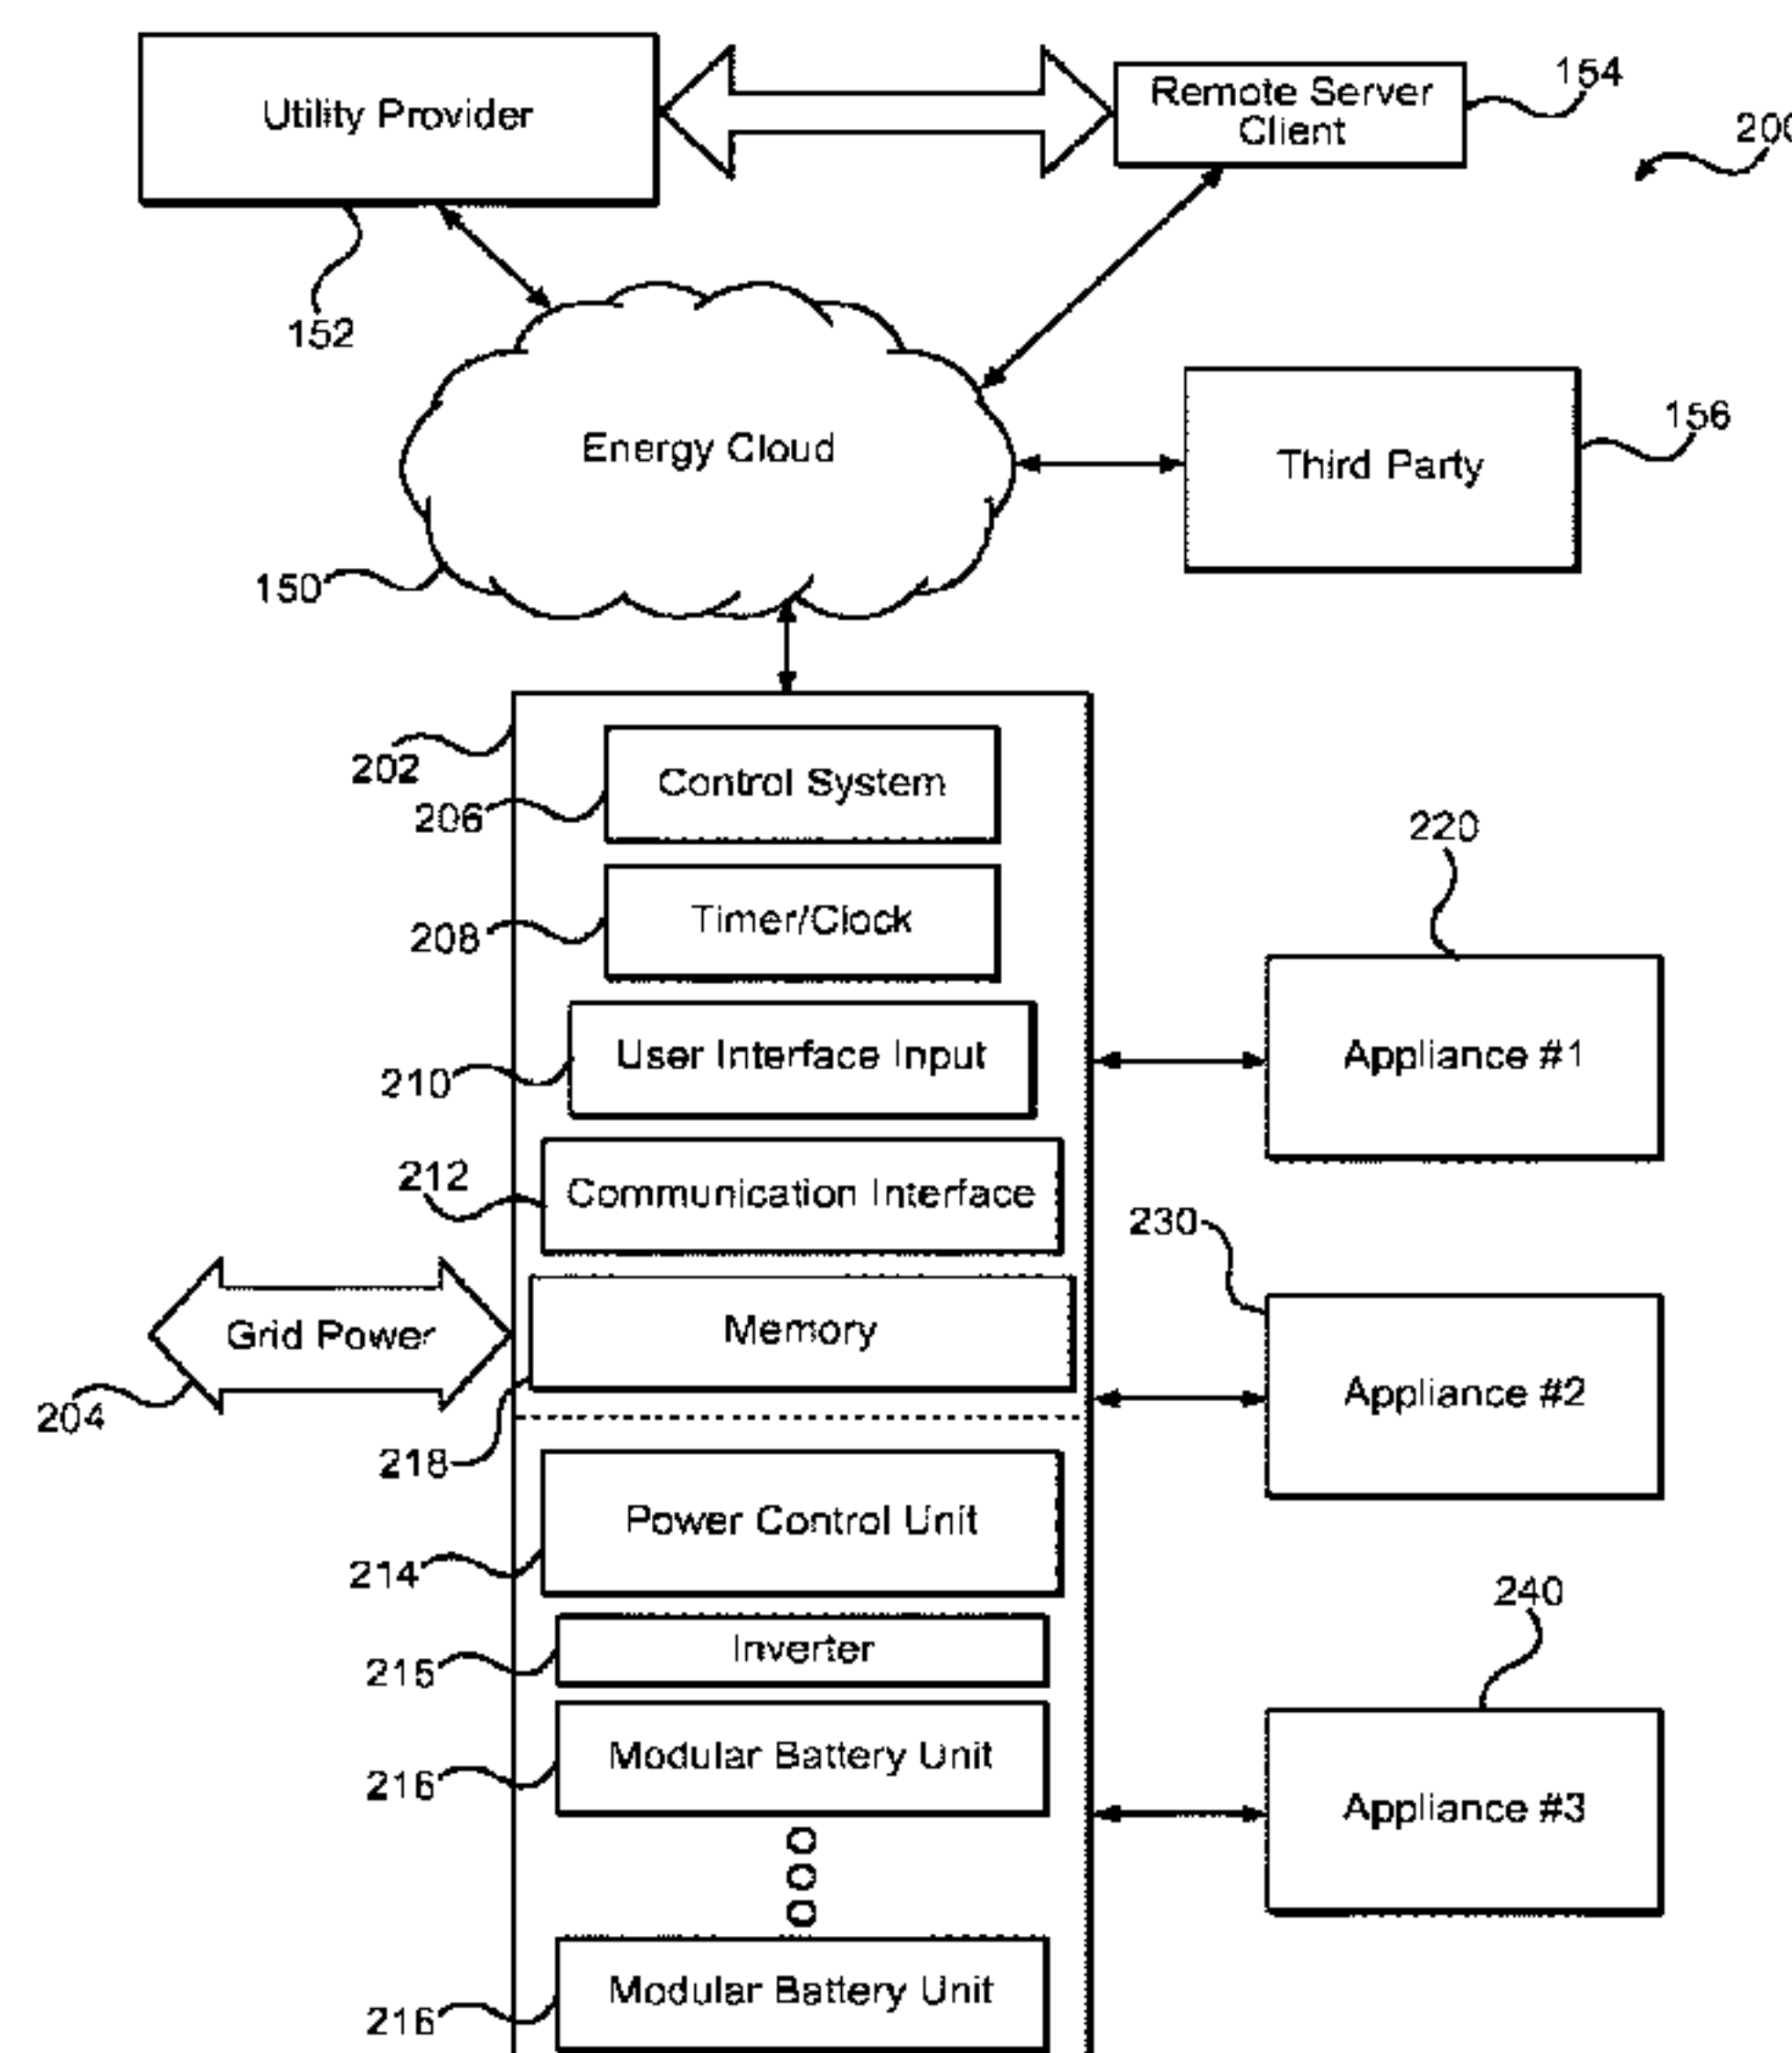 Utility Provider
Remote Server
Client
154
200
152
Energy Cloud
Third Party
156
150
202
Control System
206
Timer/Clock
208
220
User Interface Input
210
Appliance #1
212
Communication Interface
230
Grid Power
Memory
204
218
Appliance #2
Power Control Unit
214
240
Inverter
215
Modular Battery Unit
216
Appliance #3
Modular Battery Unit
216